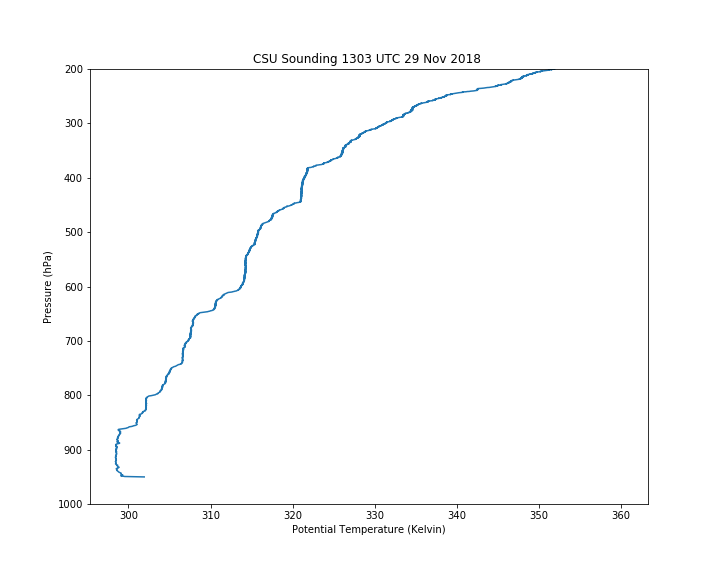 CSU Sounding 1303 UTC 29 Nov 2018
200
300
400
500
600
700
800
900
1000
Pressure (hPa)
300 310 320 330 340 350 360
Potential Temperature (Kelvin)